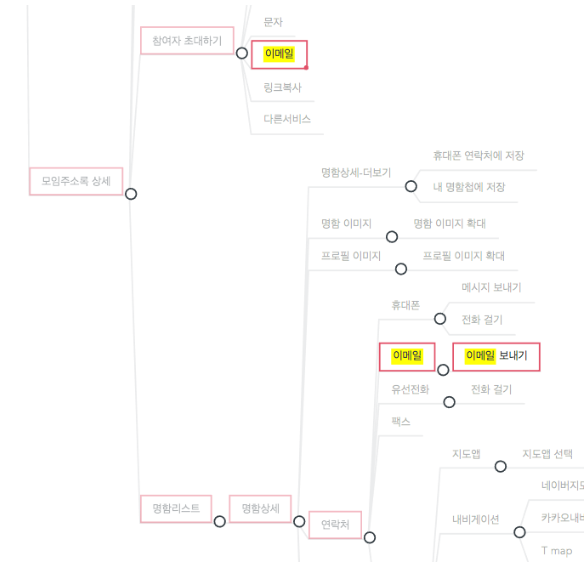 문자
참여자 초대하기
이메일
링크복사
다른서비스
모임주소록 상세
명함상세-더보기
휴대폰 연락처에 저장
내 명함첩에 저장
명함 이미지
명함 이미지 확대
프로필 이미지
프로필 이미지 확대
휴대폰
메시지 보내기
전화 걸기
이메일
이메일 보내기
유선전화
전화 걸기
팩스
지도앱
지도앱 선택
명함리스트
명함상세
연락처
내비게이션
네이버지도
카카오내비
T map